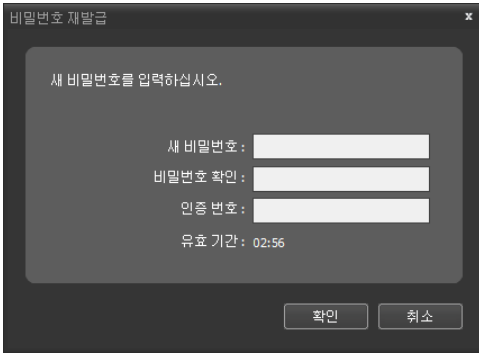 비밀번호 재발급 x
새 비밀번호를 입력하십시오.
새 비밀번호 :
비밀번호 확인 :
인증 번호 :
유효 기간 : 02:56
확인 취소